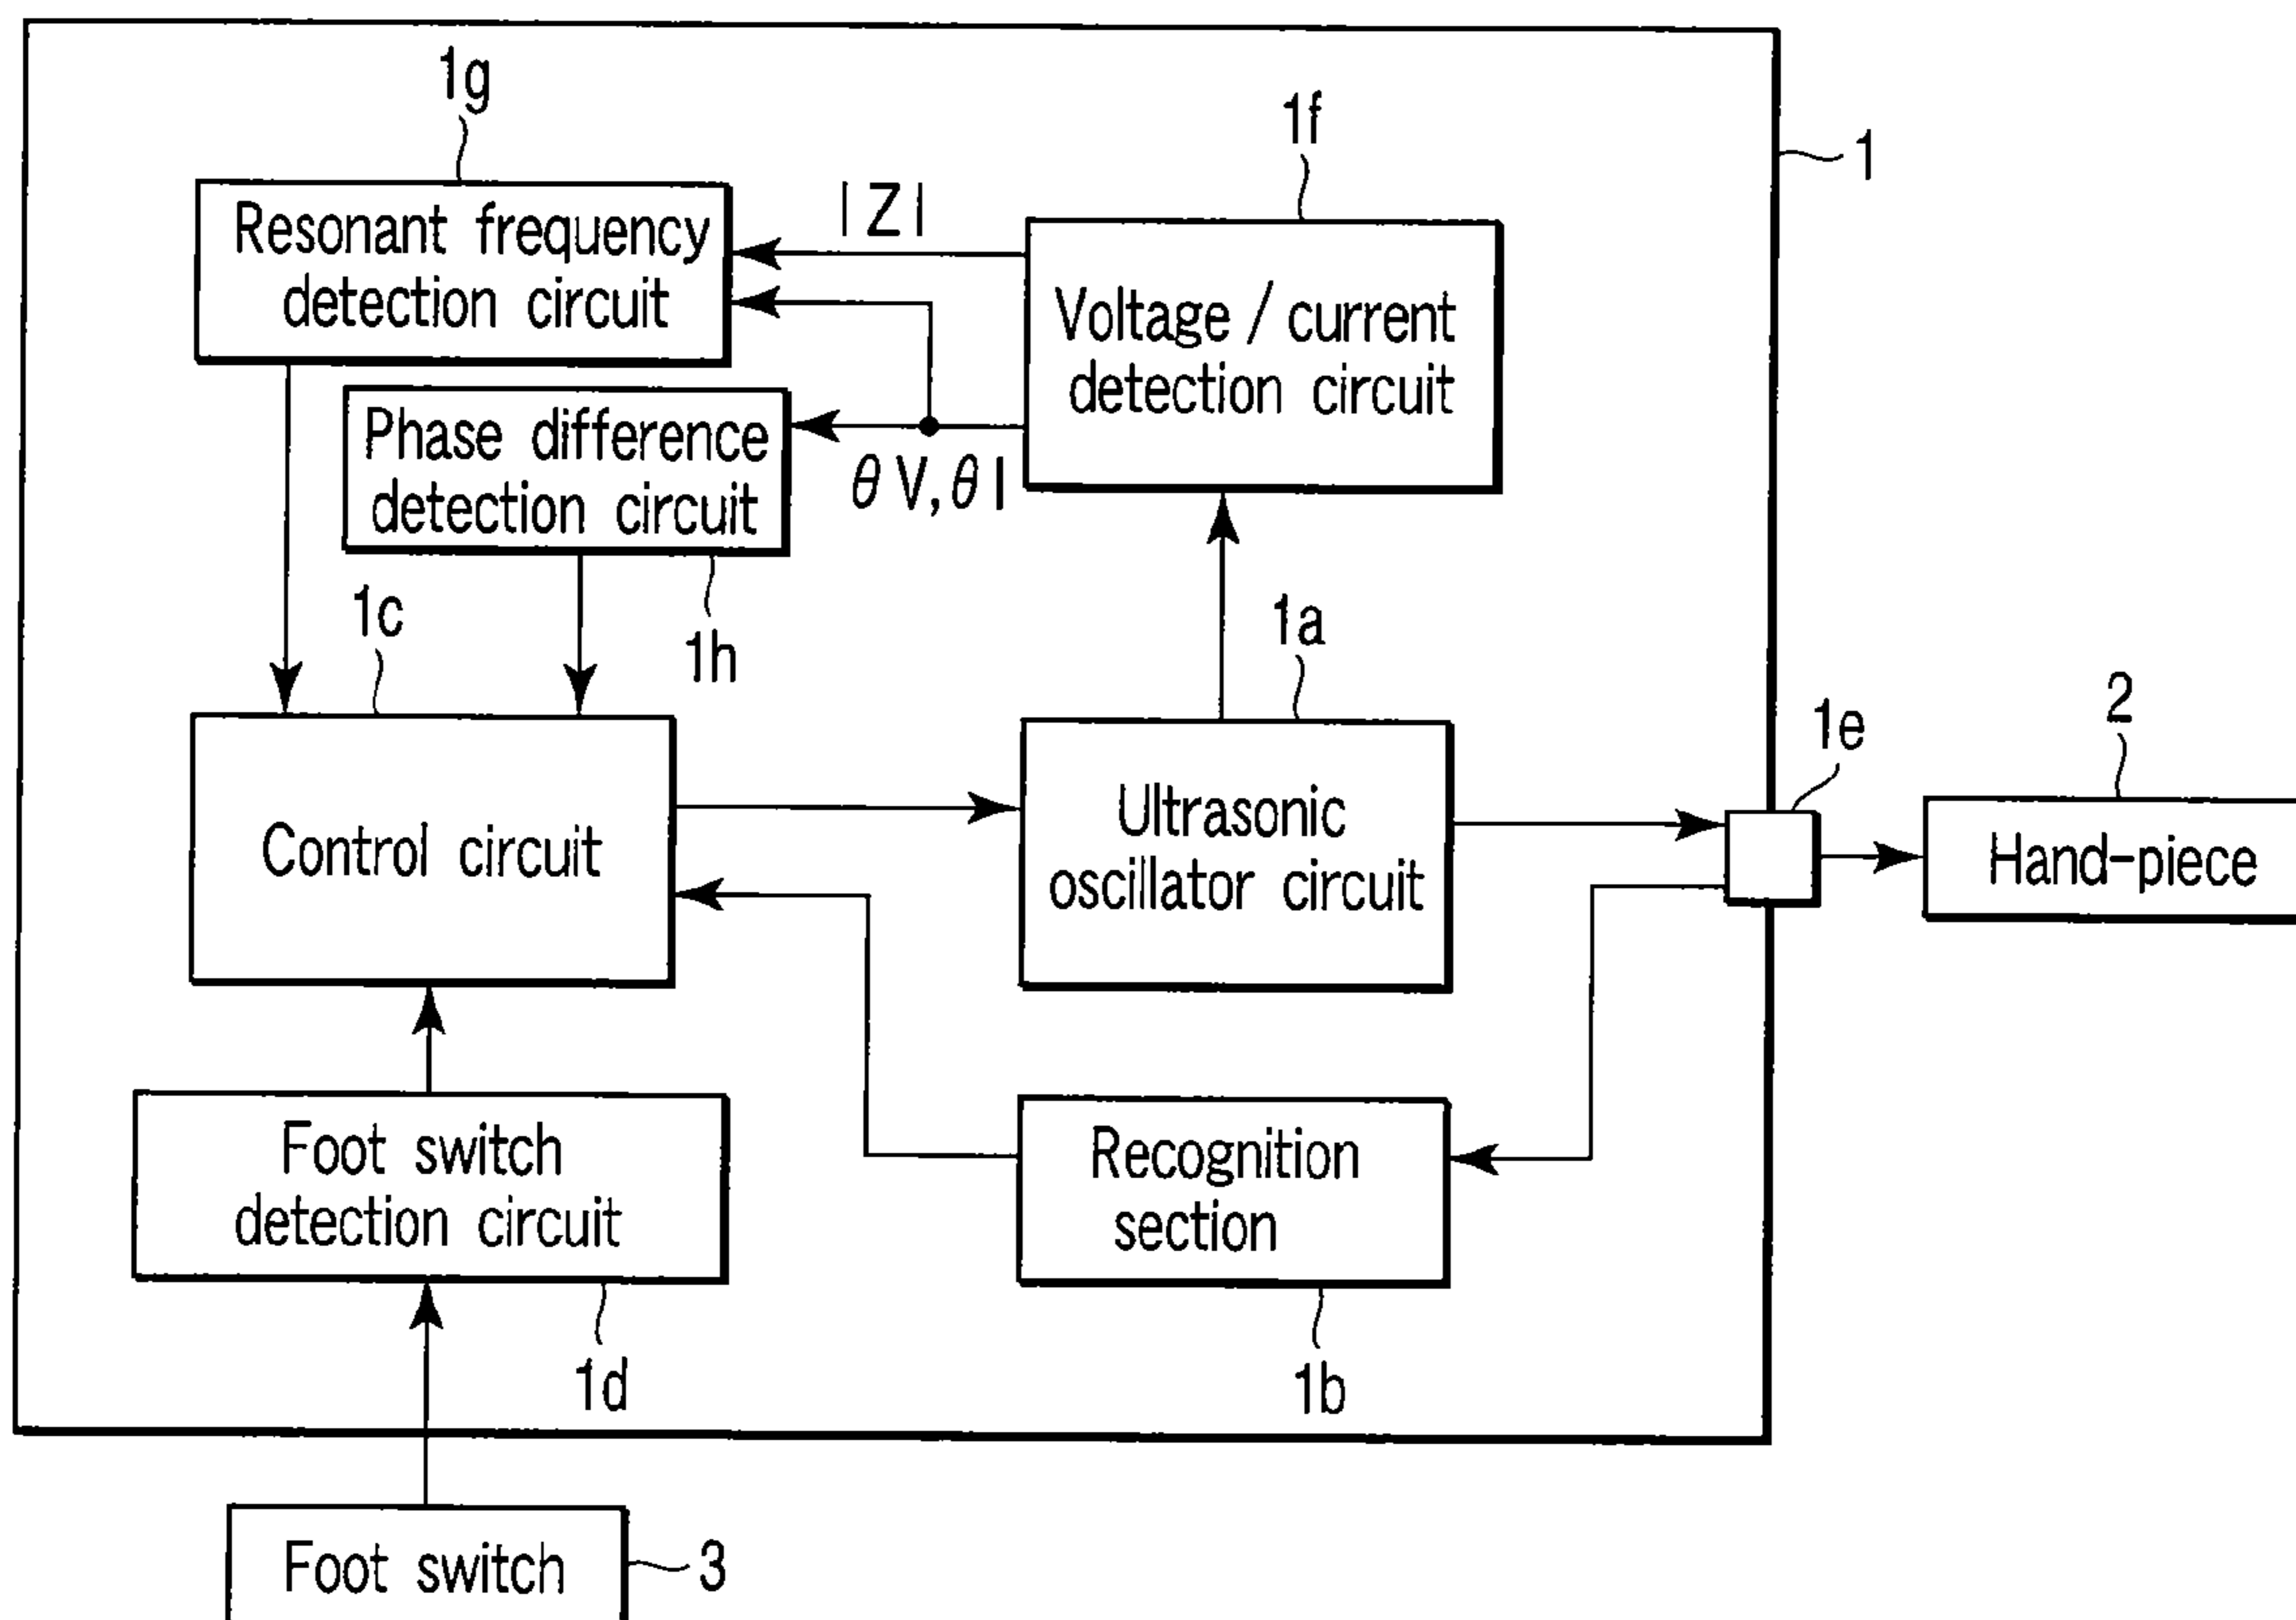 1g
1f
1
Resonant frequency
detection circuit
|Z|
Voltage / current
detection circuit
Phase difference
detection circuit
θV, θI
1c
1h
1a
2
1e
Control circuit
Ultrasonic
oscillator circuit
Hand-piece
Foot switch
detection circuit
Recognition
section
1d
1b
Foot switch
3